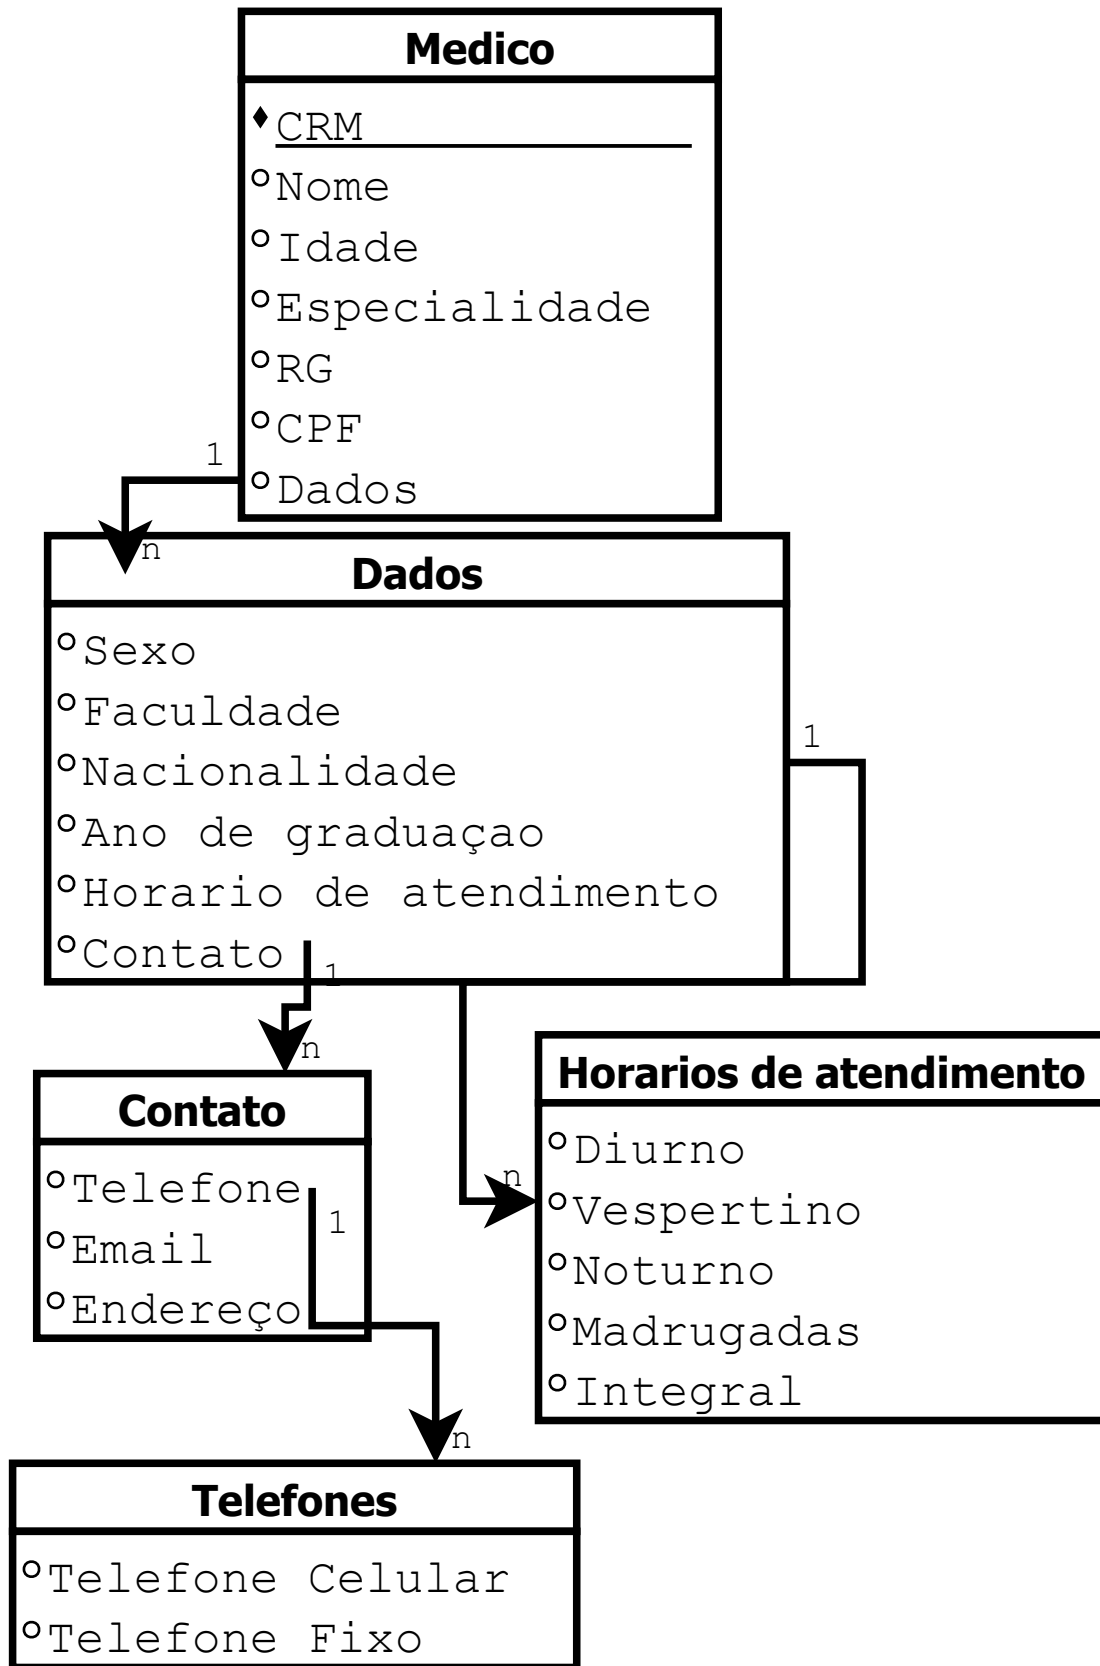 Medico
CRM
Nome
Idade
Especialidade
RG
CPF
1
Dados
n
Dados
Sexo
Faculdade
1
Nacionalidade
Ano de graduaçao
Horario de atendimento
Contato
1
n
Contato
Horarios de atendimento
Telefone
1
Email
Endereço
n
Diurno
Vespertino
Noturno
Madrugadas
Integral
n
Telefones
Telefone Celular
Telefone Fixo